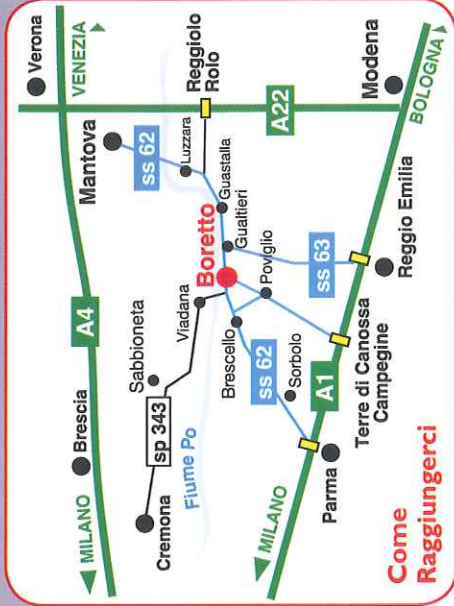 Verona
VENEZIA
A4
Brescia
MILANO
Mantova
ss 62
Luzzara
Reggiolo
Rolo
Guastalla
Gualtieri
Boretto
Viadana
Sabbioneta
sp 343
Cremona
Fiume Po
Brescello
Poviglio
ss 62
Sorbolo
ss 63
A22
Modena
BOLOGNA
Reggio Emilia
Terre di Canossa
Campegine
A1
Parma
MILANO
Come
Raggiungerci